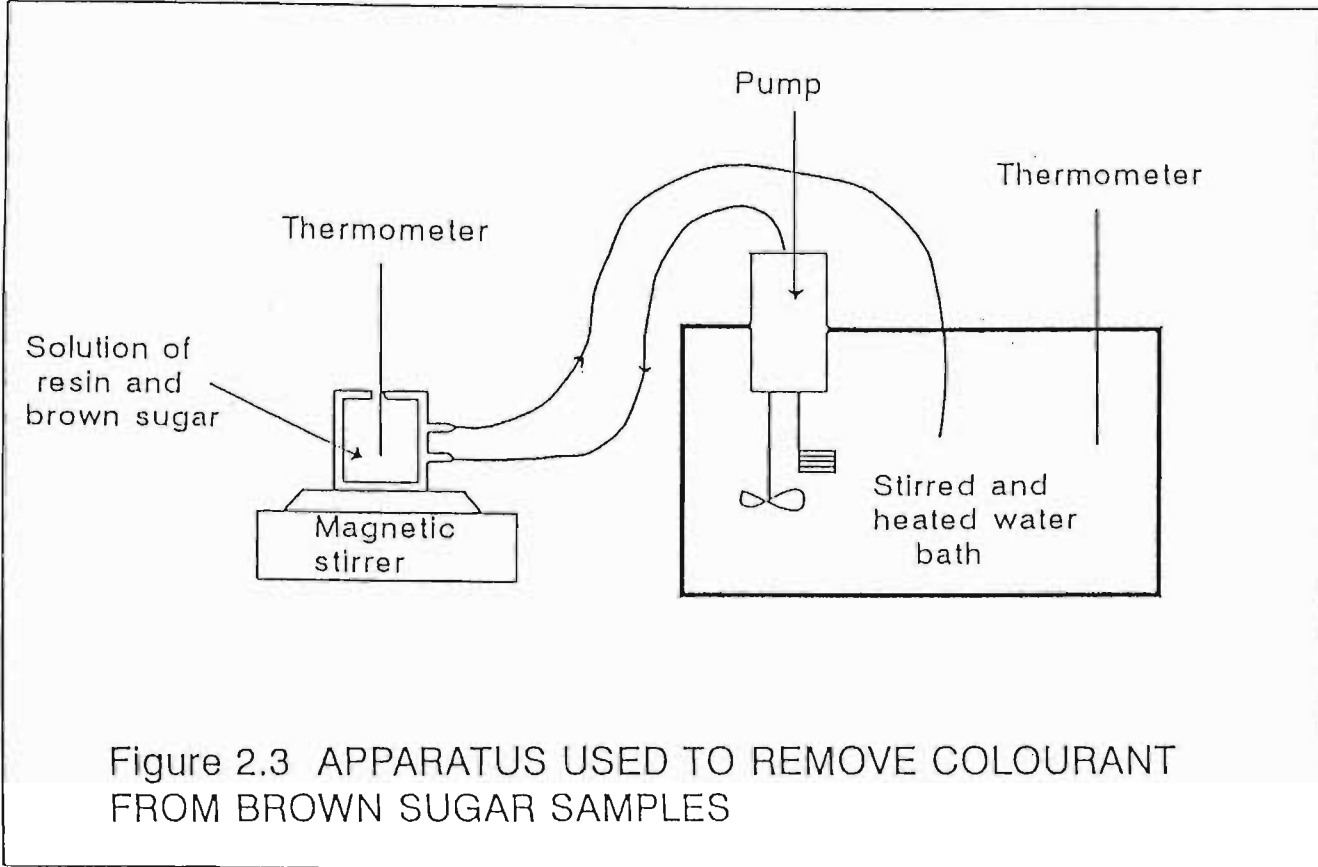 Pump
Thermometer
Thermometer
Solution of
resin and
brown sugar
Magnetic
stirrer
Stirred and
heated water
bath
Figure 2.3 APPARATUS USED TO REMOVE COLOURANT
FROM BROWN SUGAR SAMPLES